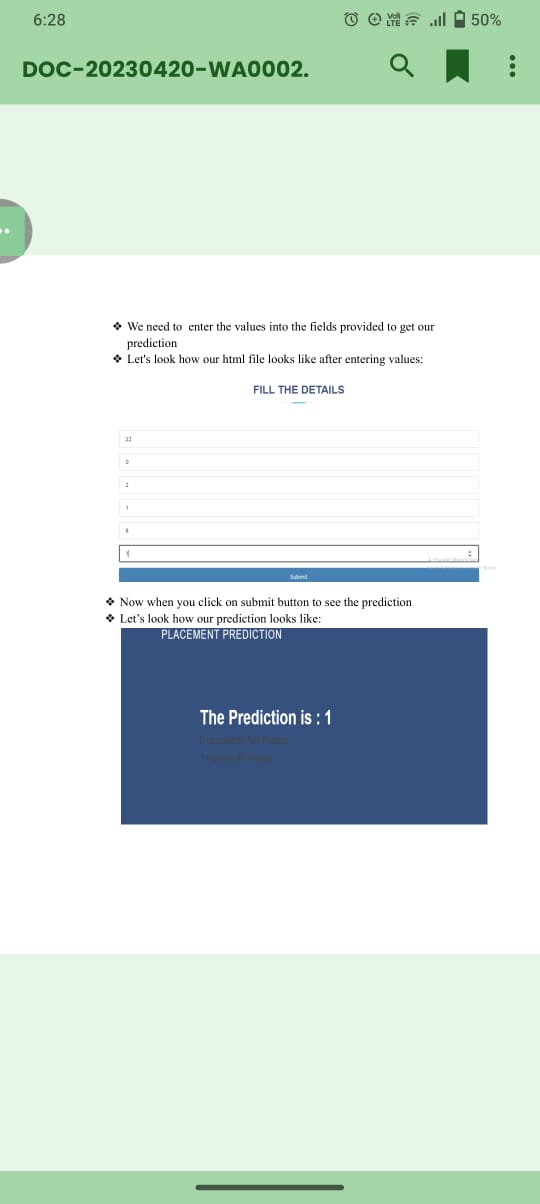 6:28
Vo)) LTE
50%
DOC-20230420-WA0002.
❖ We need to enter the values into the fields provided to get our
prediction
❖ Let's look how our html file looks like after entering values:
FILL THE DETAILS
22
0
2
1
8
1
Submit
❖ Now when you click on submit button to see the prediction
❖ Let's look how our prediction looks like:
PLACEMENT PREDICTION
The Prediction is : 1